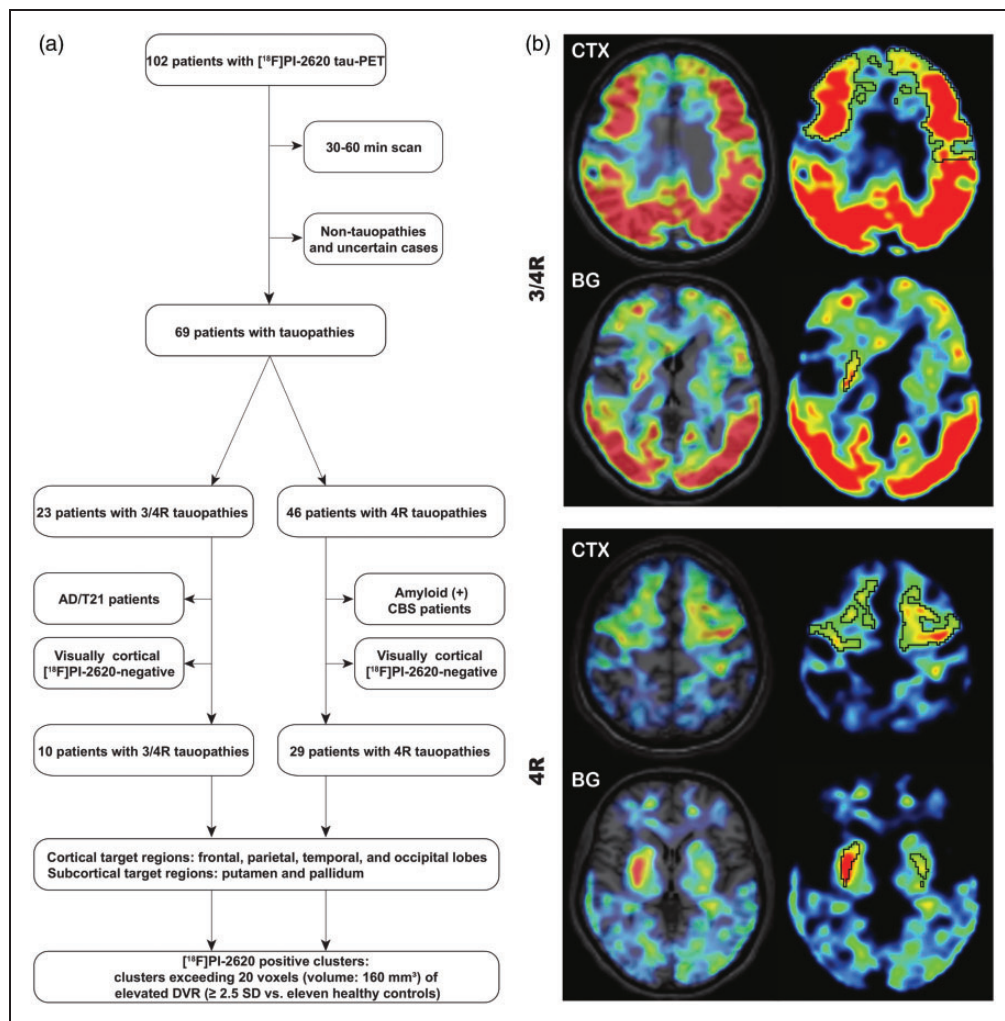 (a)
102 patients with [¹⁸F]PI-2620 tau-PET
30-60 min scan
Non-tauopathies
and uncertain cases
69 patients with tauopathies
23 patients with 3/4R tauopathies
46 patients with 4R tauopathies
AD/T21 patients
Amyloid (+)
CBS patients
Visually cortical
[¹⁸F]PI-2620-negative
Visually cortical
[¹⁸F]PI-2620-negative
10 patients with 3/4R tauopathies
29 patients with 4R tauopathies
Cortical target regions: frontal, parietal, temporal, and occipital lobes
Subcortical target regions: putamen and pallidum
[¹⁸F]PI-2620 positive clusters:
clusters exceeding 20 voxels (volume: 160 mm³) of
elevated DVR (≥ 2.5 SD vs. eleven healthy controls)
(b)
3/4R
CTX
BG
4R
CTX
BG